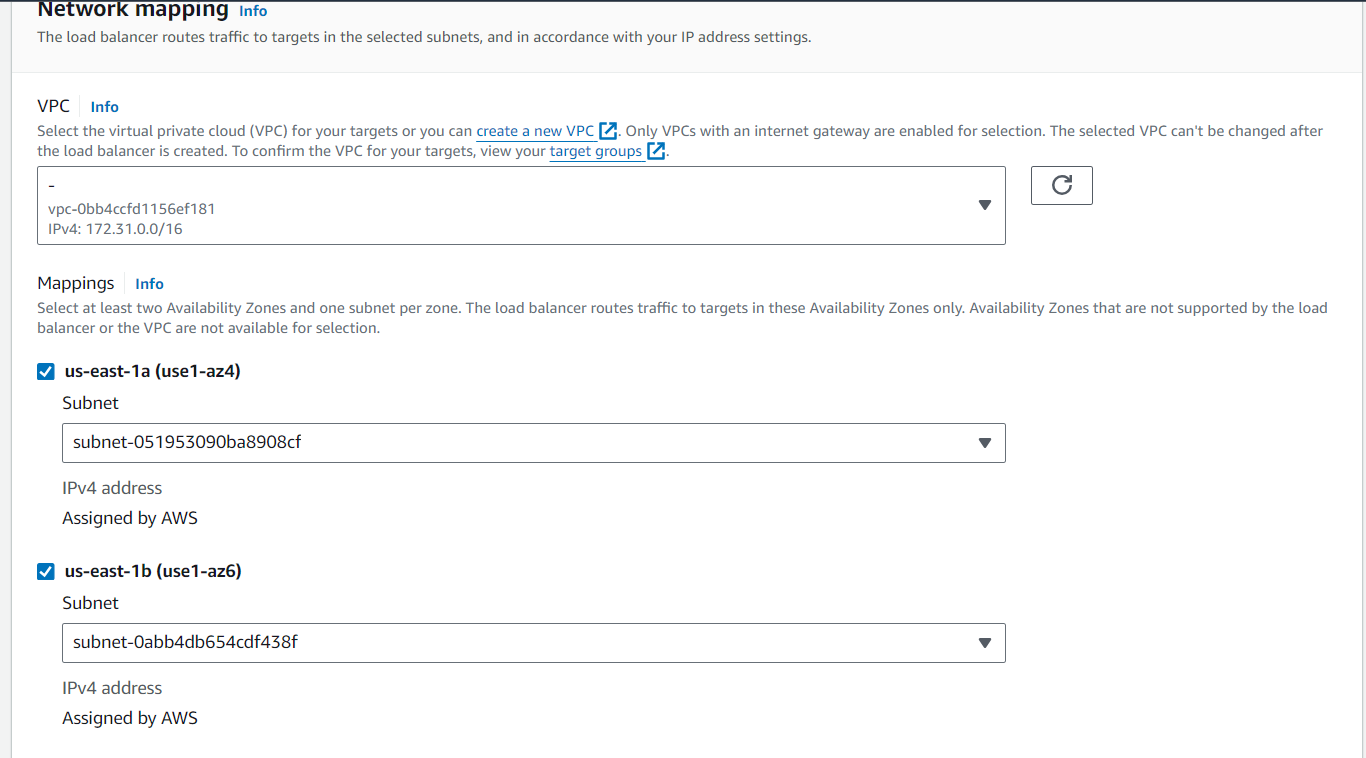 Network mapping Info
The load balancer routes traffic to targets in the selected subnets, and in accordance with your IP address settings.
VPC Info
Select the virtual private cloud (VPC) for your targets or you can create a new VPC. Only VPCs with an internet gateway are enabled for selection. The selected VPC can't be changed after
the load balancer is created. To confirm the VPC for your targets, view your target groups.
-
vpc-0bb4ccfd1156ef181
IPv4: 172.31.0.0/16
Mappings Info
Select at least two Availability Zones and one subnet per zone. The load balancer routes traffic to targets in these Availability Zones only. Availability Zones that are not supported by the load
balancer or the VPC are not available for selection.
us-east-1a (use1-az4)
Subnet
subnet-051953090ba8908cf
IPv4 address
Assigned by AWS
us-east-1b (use1-az6)
Subnet
subnet-0abb4db654cdf438f
IPv4 address
Assigned by AWS